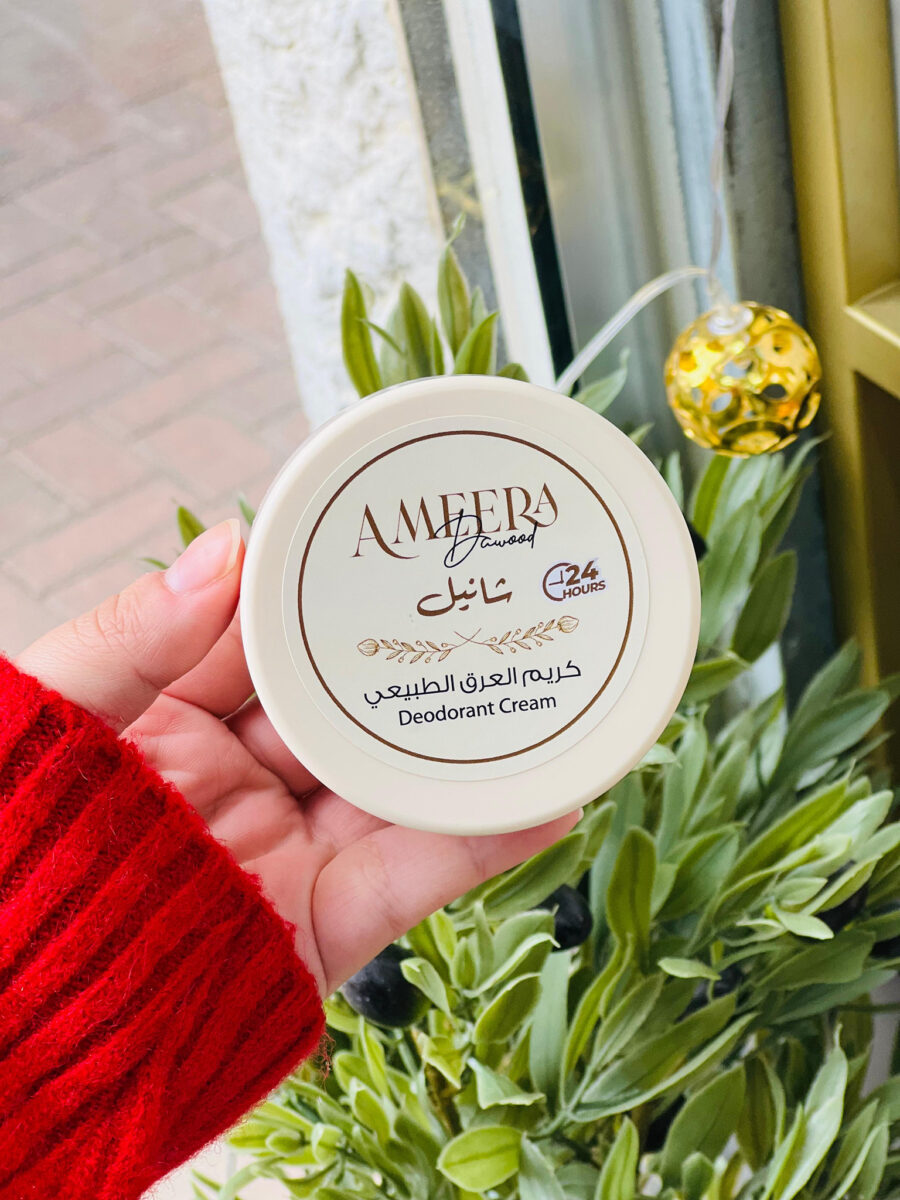 AMEERA
Dawood
شانيل
24
HOURS
كريم العرق الطبيعي
Deodorant Cream